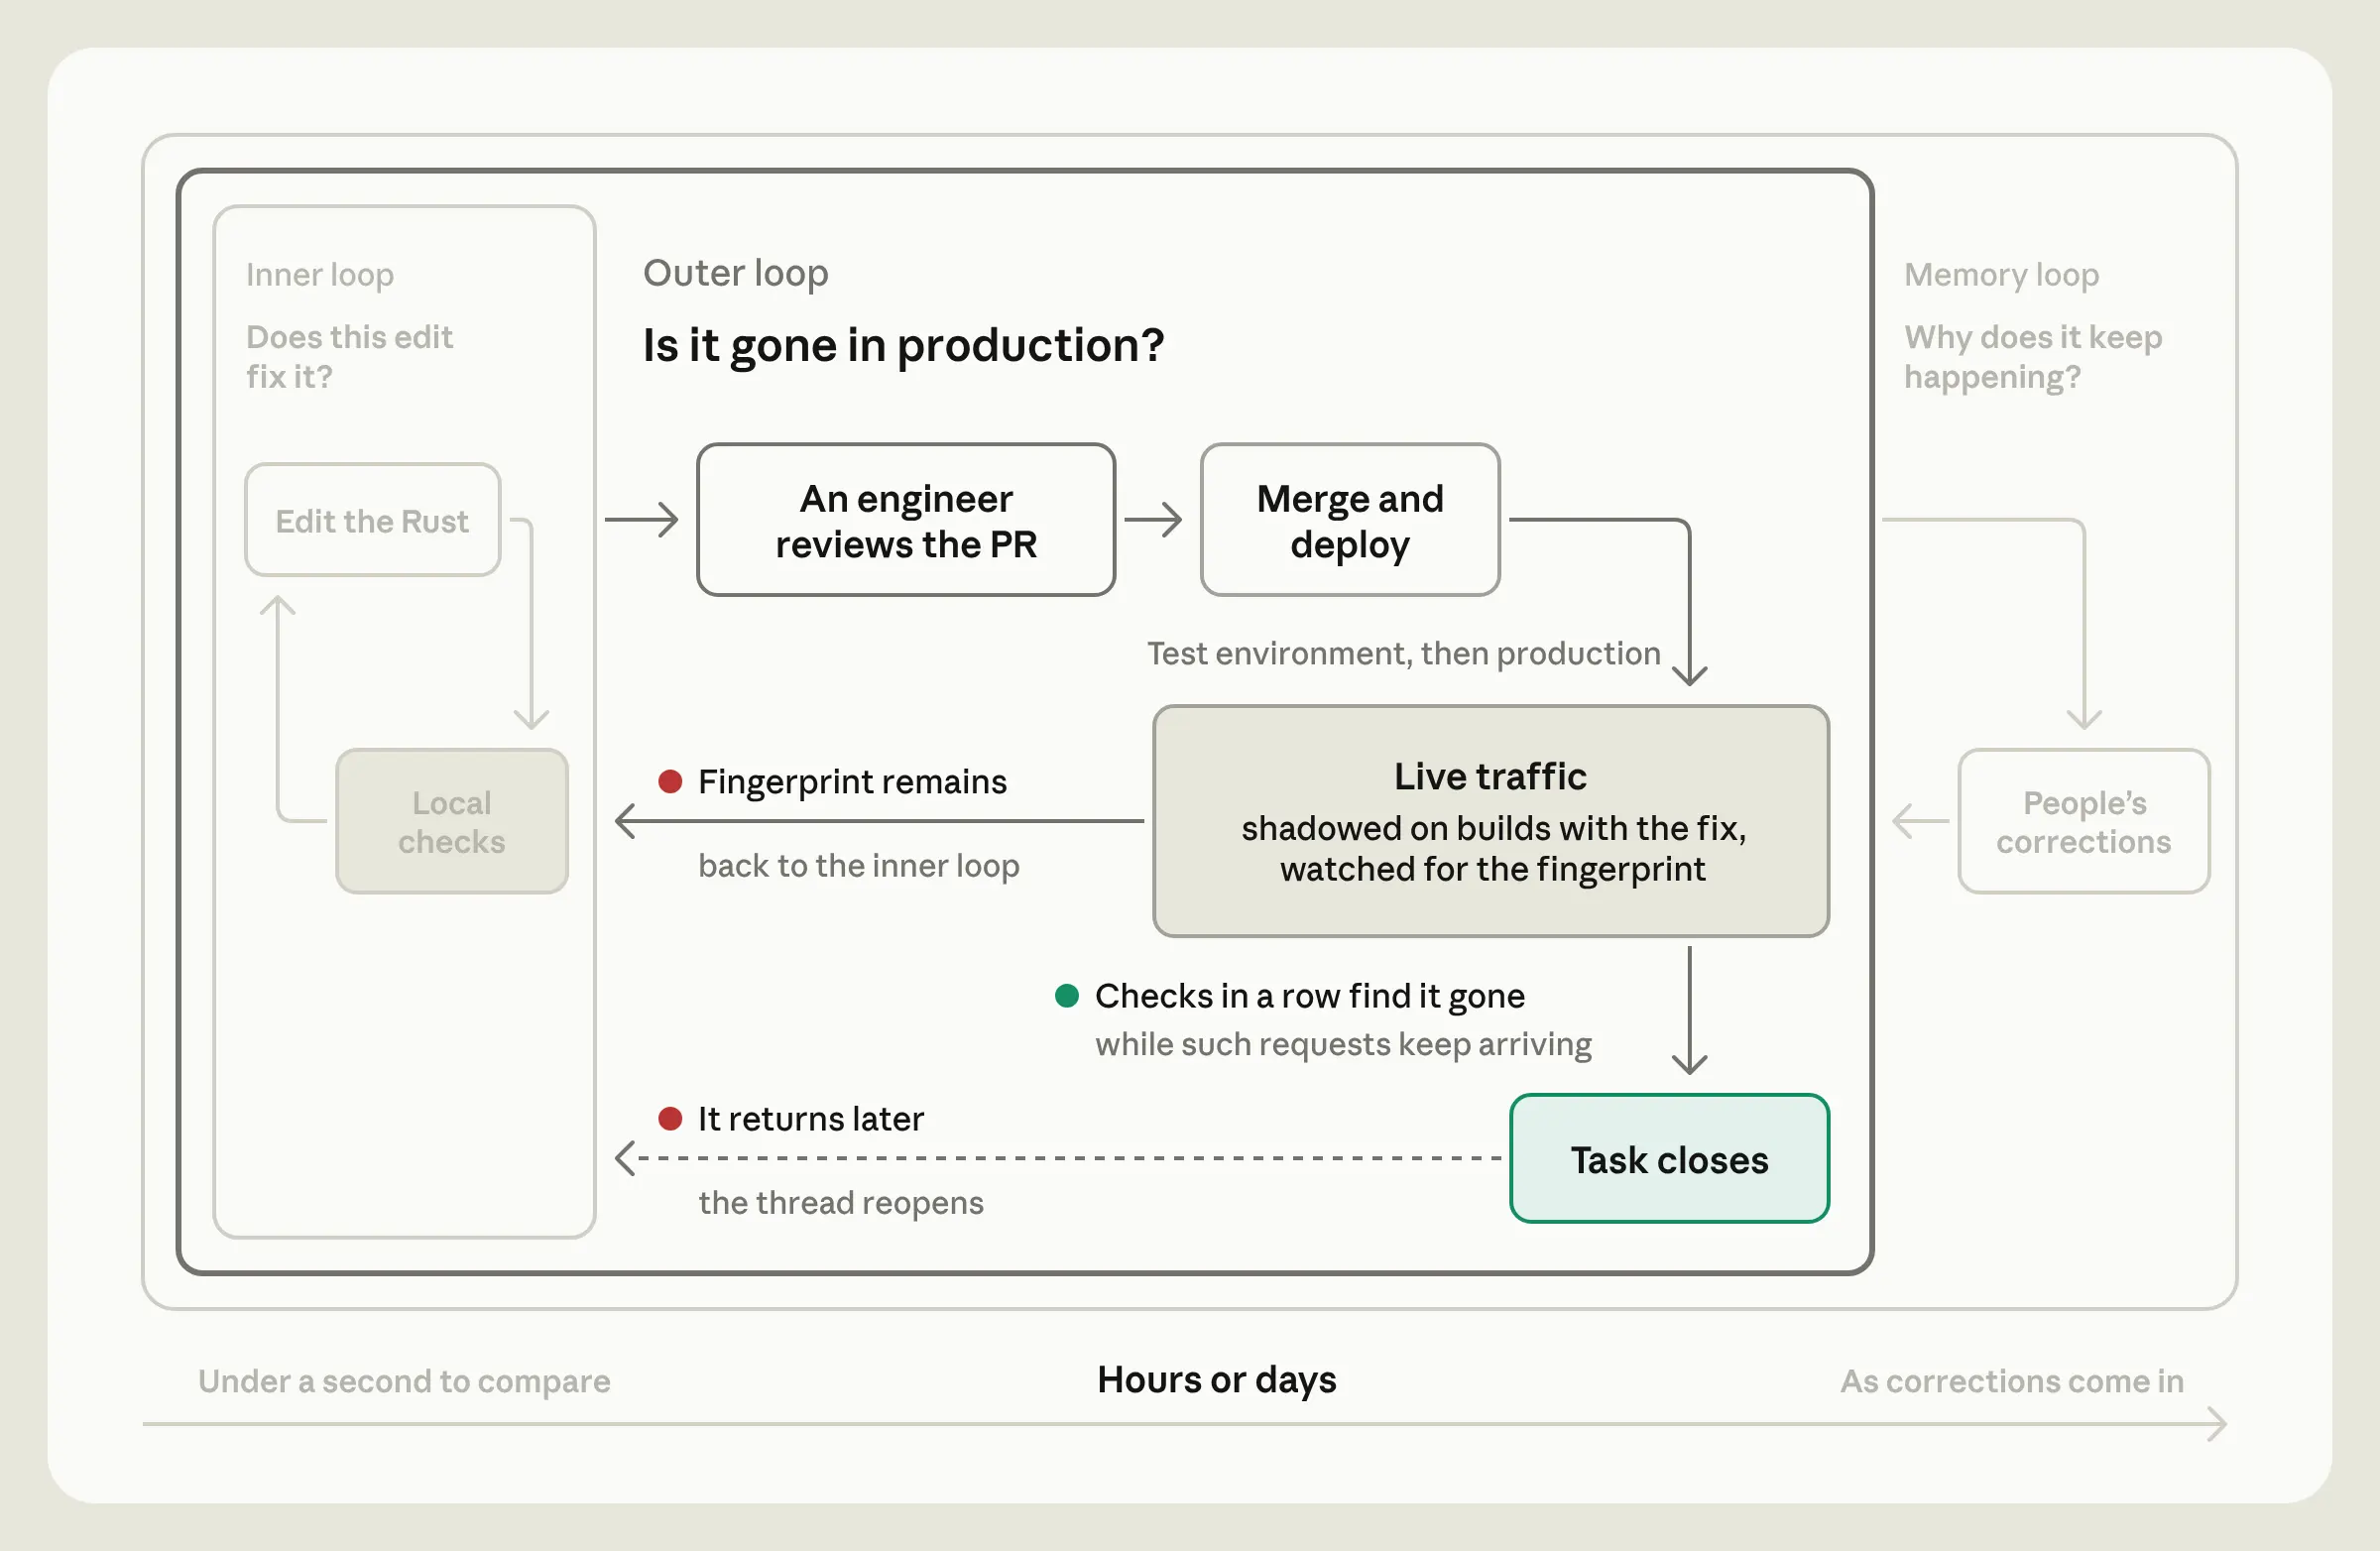 Inner loop
Does this edit
fix it?
Edit the Rust
Local
checks
Outer loop
Is it gone in production?
An engineer
reviews the PR
Merge and
deploy
Test environment, then production
Live traffic
shadowed on builds with the fix,
watched for the fingerprint
Fingerprint remains
back to the inner loop
Checks in a row find it gone
while such requests keep arriving
It returns later
the thread reopens
Task closes
Memory loop
Why does it keep
happening?
People’s
corrections
Under a second to compare
Hours or days
As corrections come in